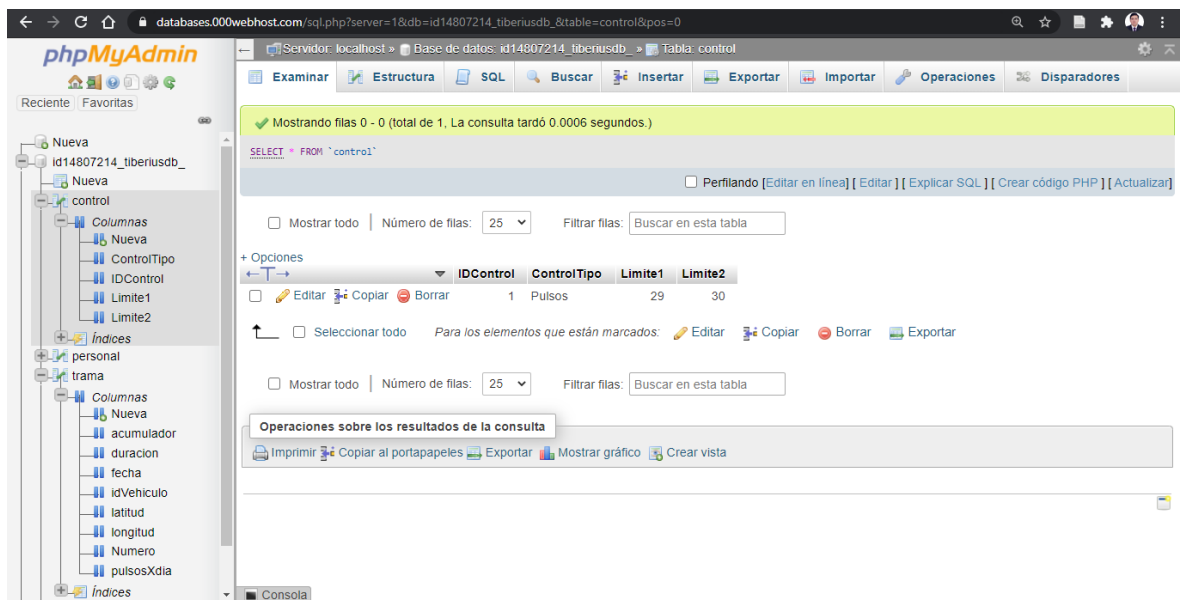 databases.000webhost.com/sql.php?server=1&db=id14807214_tiberiusdb_&table=control&pos=0
phpMyAdmin
Reciente Favoritas
Nueva
id14807214_tiberiusdb_
Nueva
control
Columnas
Nueva
ControlTipo
IDControl
Limite1
Limite2
Índices
personal
trama
Columnas
Nueva
acumulador
duracion
fecha
idVehiculo
latitud
longitud
Numero
pulsosXdia
Índices
Servidor: localhost » Base de datos: id14807214_tiberiusdb_ » Tabla: control
Examinar Estructura SQL Buscar Insertar Exportar Importar Operaciones Disparadores
Mostrando filas 0 - 0 (total de 1, La consulta tardó 0.0006 segundos.)
SELECT * FROM `control`
Perfilando [Editar en línea] [ Editar ] [ Explicar SQL ] [ Crear código PHP ] [ Actualizar]
Mostrar todo | Número de filas: 25 Filtrar filas: Buscar en esta tabla
+ Opciones
←T→ IDControl ControlTipo Limite1 Limite2
Editar Copiar Borrar 1 Pulsos 29 30
Seleccionar todo Para los elementos que están marcados: Editar Copiar Borrar Exportar
Mostrar todo | Número de filas: 25 Filtrar filas: Buscar en esta tabla
Operaciones sobre los resultados de la consulta
Imprimir Copiar al portapapeles Exportar Mostrar gráfico Crear vista
Consola